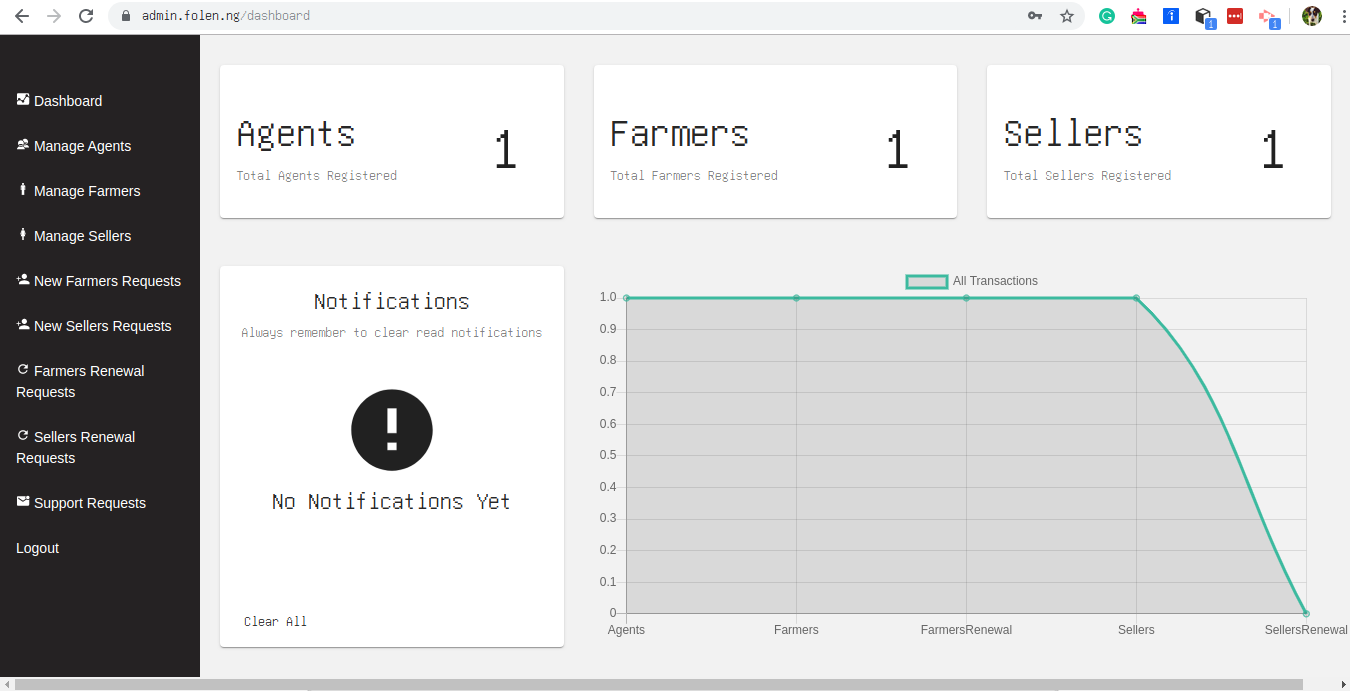 admin.folen.ng/dashboard
1
1
Dashboard
Manage Agents
Manage Farmers
Manage Sellers
New Farmers Requests
New Sellers Requests
Farmers Renewal
Requests
Sellers Renewal
Requests
Support Requests
Logout
Agents
1
Total Agents Registered
Farmers
1
Total Farmers Registered
Sellers
1
Total Sellers Registered
Notifications
Always remember to clear read notifications
No Notifications Yet
Clear All
All Transactions
1.0
0.9
0.8
0.7
0.6
0.5
0.4
0.3
0.2
0.1
0
Agents
Farmers
FarmersRenewal
Sellers
SellersRenewal